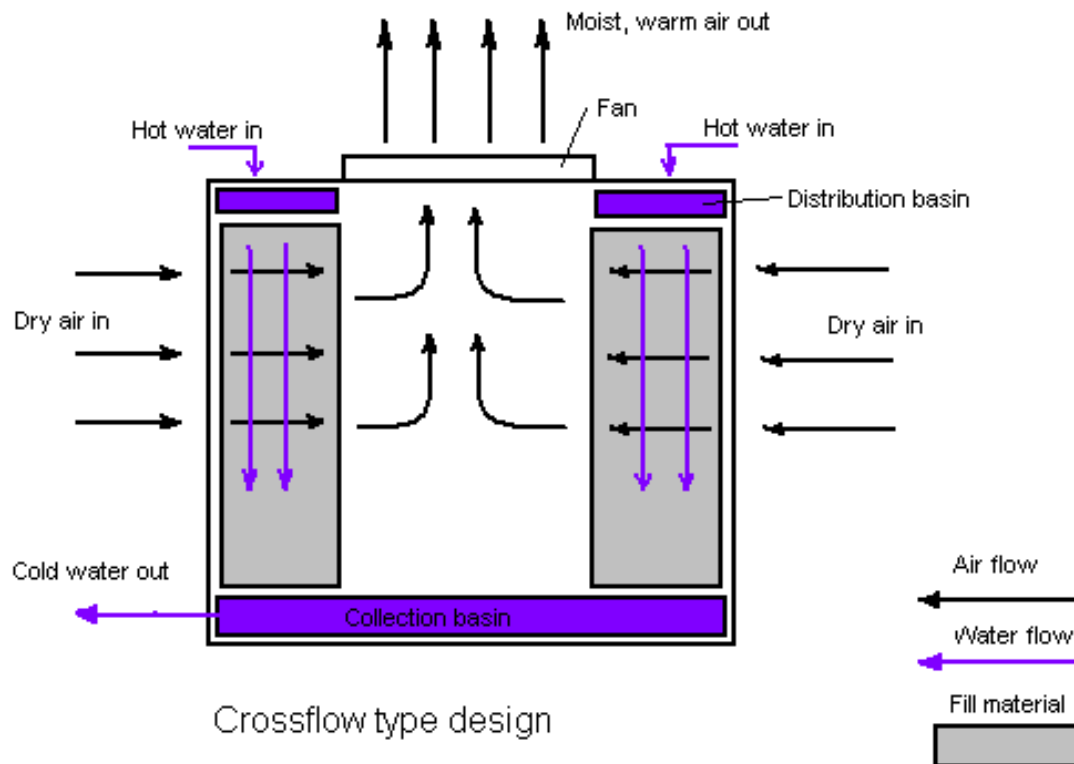 Moist, warm air out
Fan
Hot water in
Hot water in
Distribution basin
Dry air in
Dry air in
Cold water out
Collection basin
Air flow
Water flow
Fill material
Crossflow type design